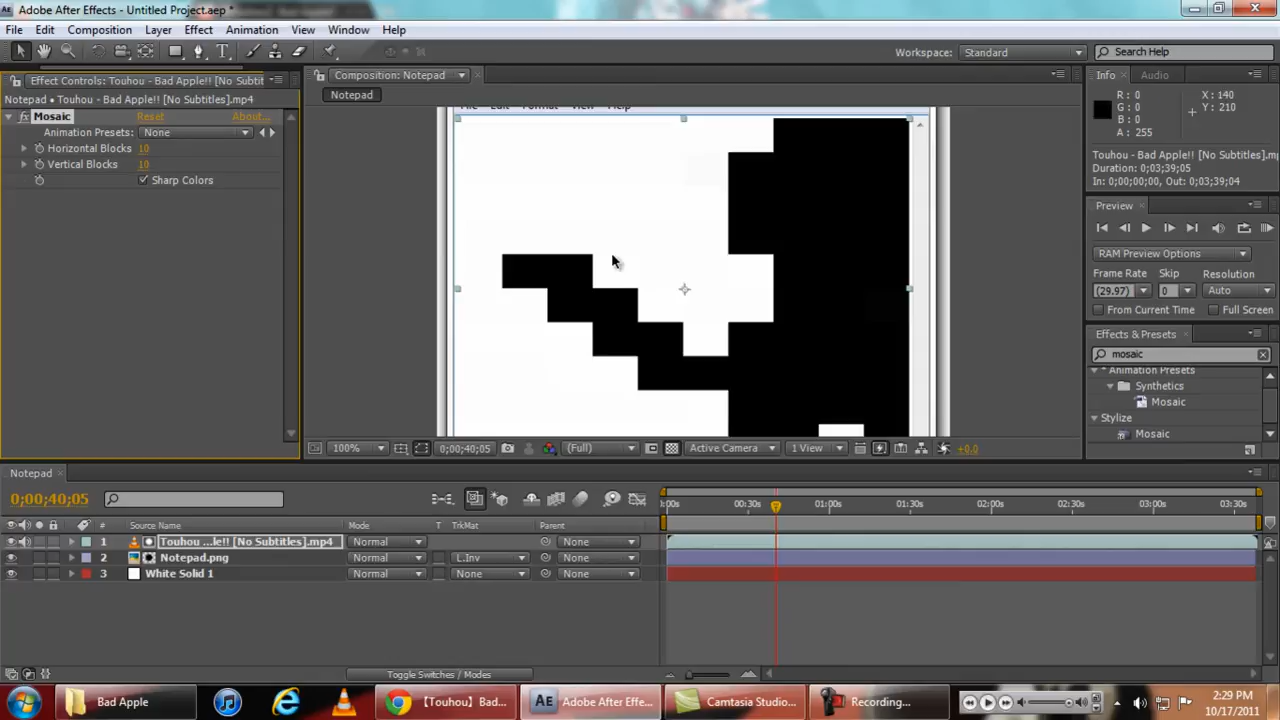 Adobe After Effects - Untitled Project.aep *
File Edit Composition Layer Effect Animation View Window Help
Workspace: Standard Search Help
Effect Controls: Touhou - Bad Apple!! [No Subtit
Composition: Notepad
Info Audio
Notepad • Touhou - Bad Apple!! [No Subtitles].mp4
Notepad
fx Mosaic Reset About...
Animation Presets: None
Horizontal Blocks 10
Vertical Blocks 10
Sharp Colors
File Edit Format View Help
R: 0 X: 140
G: 0 Y: 210
B: 0
A: 255
Touhou - Bad Apple!! [No Subtitles].m
Duration: 0;03;39;05
In: 0;00;00;00, Out: 0;03;39;04
Preview
RAM Preview Options
Frame Rate Skip Resolution
(29.97) 0 Auto
From Current Time Full Screen
Effects & Presets
mosaic
Animation Presets
Synthetics
Mosaic
Stylize
Mosaic
100% 0;00;40;05 (Full) Active Camera 1 View +0.0
Notepad
0;00;40;05
:00s 00:30s 01:00s 01:30s 02:00s 02:30s 03:00s 03:30s
# Source Name Mode T TrkMat Parent
1 Touhou ...le!! [No Subtitles].mp4 Normal None
2 Notepad.png Normal L.Inv None
3 White Solid 1 Normal None None
Toggle Switches / Modes
Bad Apple 【Touhou】Bad... AE Adobe After Effe... Camtasia Studio... Recording... 2:29 PM
10/17/2011